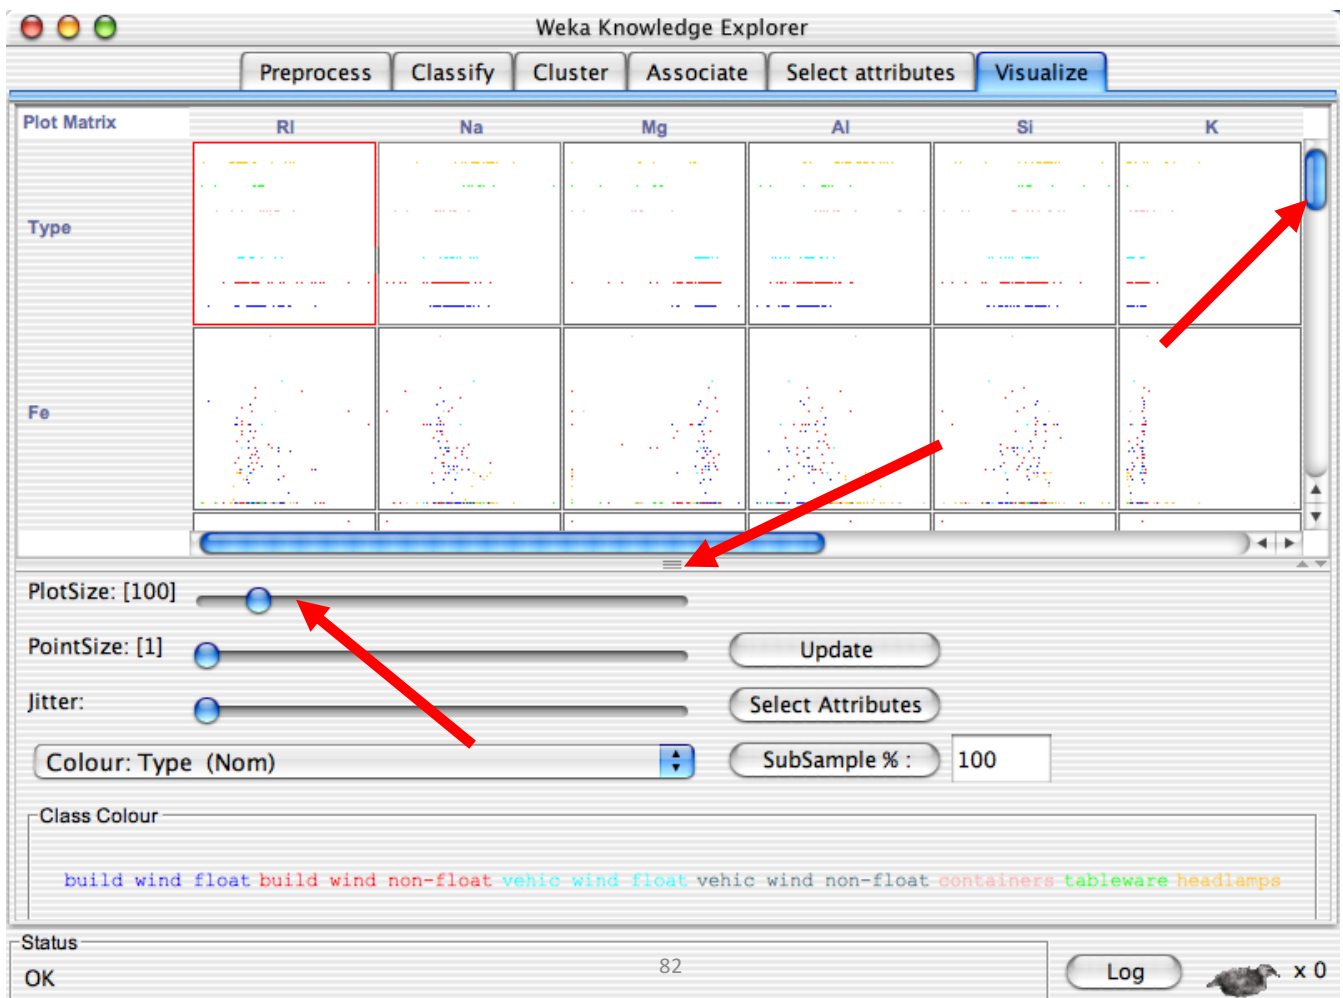 Weka Knowledge Explorer
Preprocess Classify Cluster Associate Select attributes Visualize
Plot Matrix RI Na Mg Al Si K
Type
Fe
PlotSize: [100]
PointSize: [1] Update
Jitter: Select Attributes
Colour: Type (Nom) SubSample % : 100
Class Colour
build wind float build wind non-float vehic wind float vehic wind non-float containers tableware headlamps
Status
OK 82 Log x 0